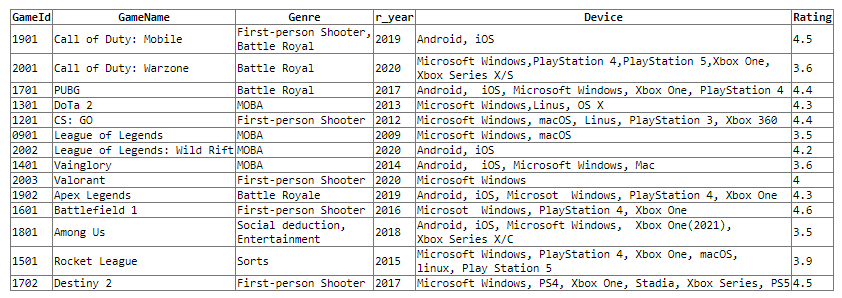 GameId GameName Genre r_year Device Rating
1901 Call of Duty: Mobile First-person Shooter, Battle Royal 2019 Android, iOS 4.5
2001 Call of Duty: Warzone Battle Royal 2020 Microsoft Windows,PlayStation 4,PlayStation 5,Xbox One, Xbox Series X/S 3.6
1701 PUBG Battle Royal 2017 Android, iOS, Microsoft Windows, Xbox One, PlayStation 4 4.4
1301 DoTa 2 MOBA 2013 Microsoft Windows,Linus, OS X 4.3
1201 CS: GO First-person Shooter 2012 Microsoft Windows, macOS, Linus, PlayStation 3, Xbox 360 4.4
0901 League of Legends MOBA 2009 Microsoft Windows, macOS 3.5
2002 League of Legends: Wild Rift MOBA 2020 Android, iOS 4.2
1401 Vainglory MOBA 2014 Android, iOS, Microsoft Windows, Mac 3.6
2003 Valorant First-person Shooter 2020 Microsoft Windows 4
1902 Apex Legends Battle Royale 2019 Android, iOS, Microsot Windows, PlayStation 4, Xbox One 4.3
1601 Battlefield 1 First-person Shooter 2016 Microsot Windows, PlayStation 4, Xbox One 4.6
1801 Among Us Social deduction, Entertainment 2018 Android, iOS, Microsoft Windows, Xbox One(2021), Xbox Series X/C 3.5
1501 Rocket League Sorts 2015 Microsoft Windows, PlayStation 4, Xbox One, macOS, linux, Play Station 5 3.9
1702 Destiny 2 First-person Shooter 2017 Microsoft Windows, PS4, Xbox One, Stadia, Xbox Series, PS5 4.5